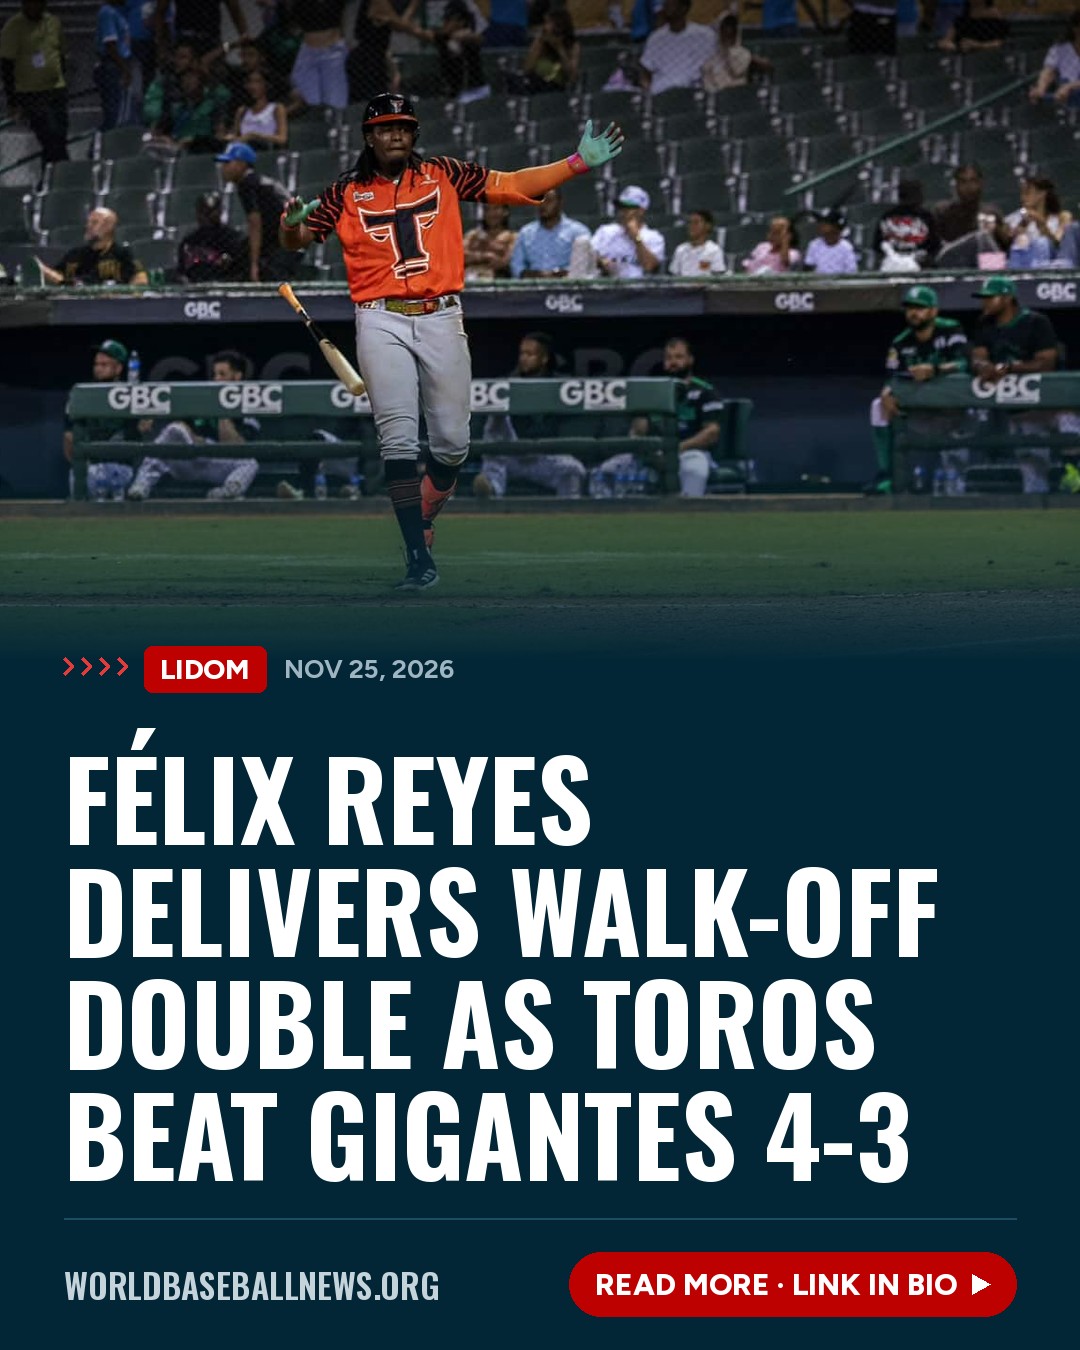 GBC GBC GBC GBC
GBC GBC GBC GBC GBC
LIDOM NOV 25, 2026
FÉLIX REYES
DELIVERS WALK-OFF
DOUBLE AS TOROS
BEAT GIGANTES 4-3
WORLDBASEBALLNEWS.ORG
READ MORE · LINK IN BIO